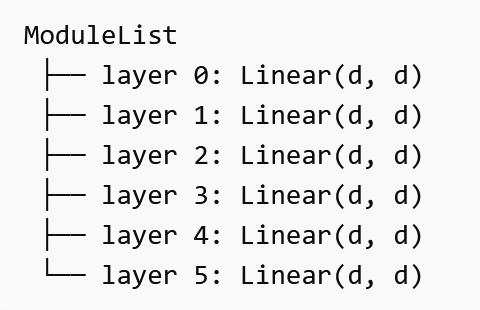 ModuleList
├── layer 0: Linear(d, d)
├── layer 1: Linear(d, d)
├── layer 2: Linear(d, d)
├── layer 3: Linear(d, d)
├── layer 4: Linear(d, d)
└── layer 5: Linear(d, d)